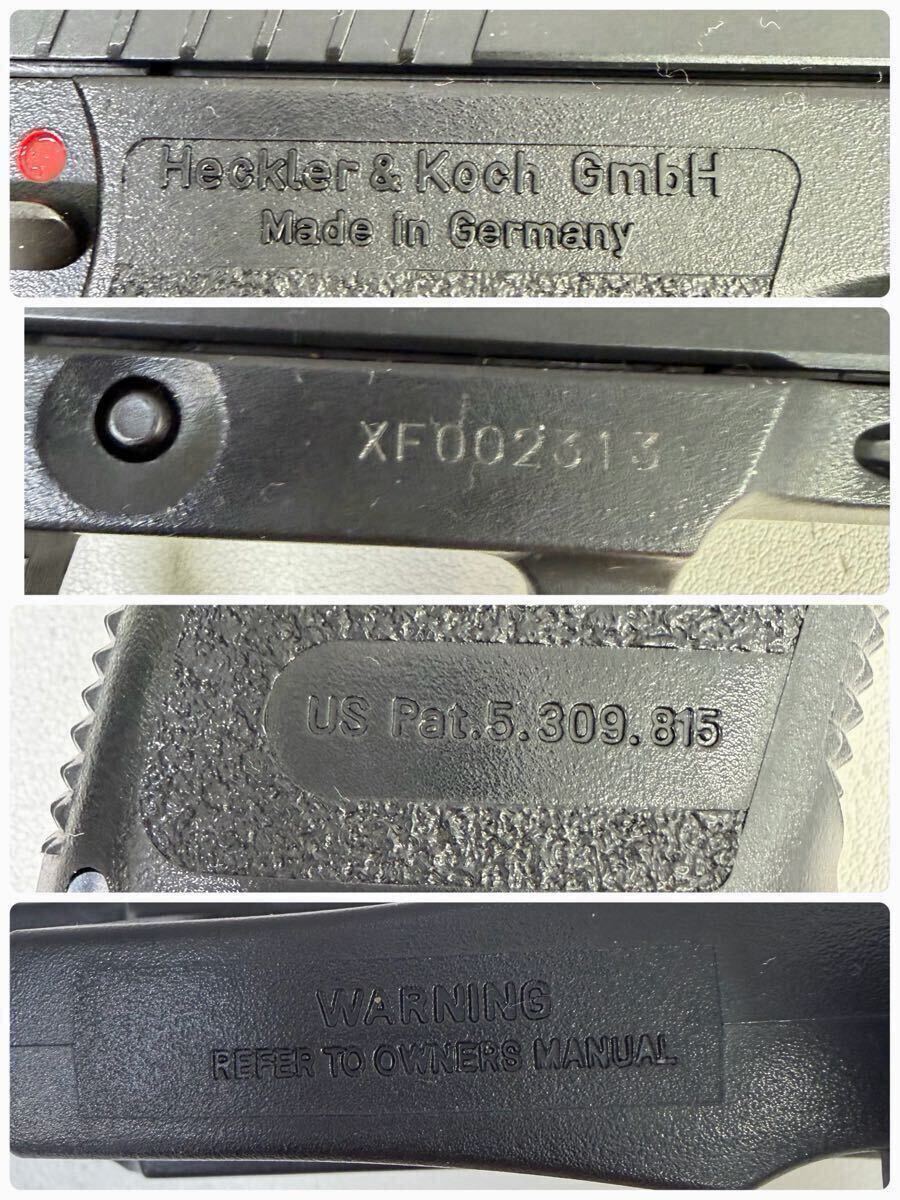 Heckler & Koch GmbH
Made in Germany
XF002313
US Pat.5.309.815
WARNING
REFER TO OWNERS MANUAL